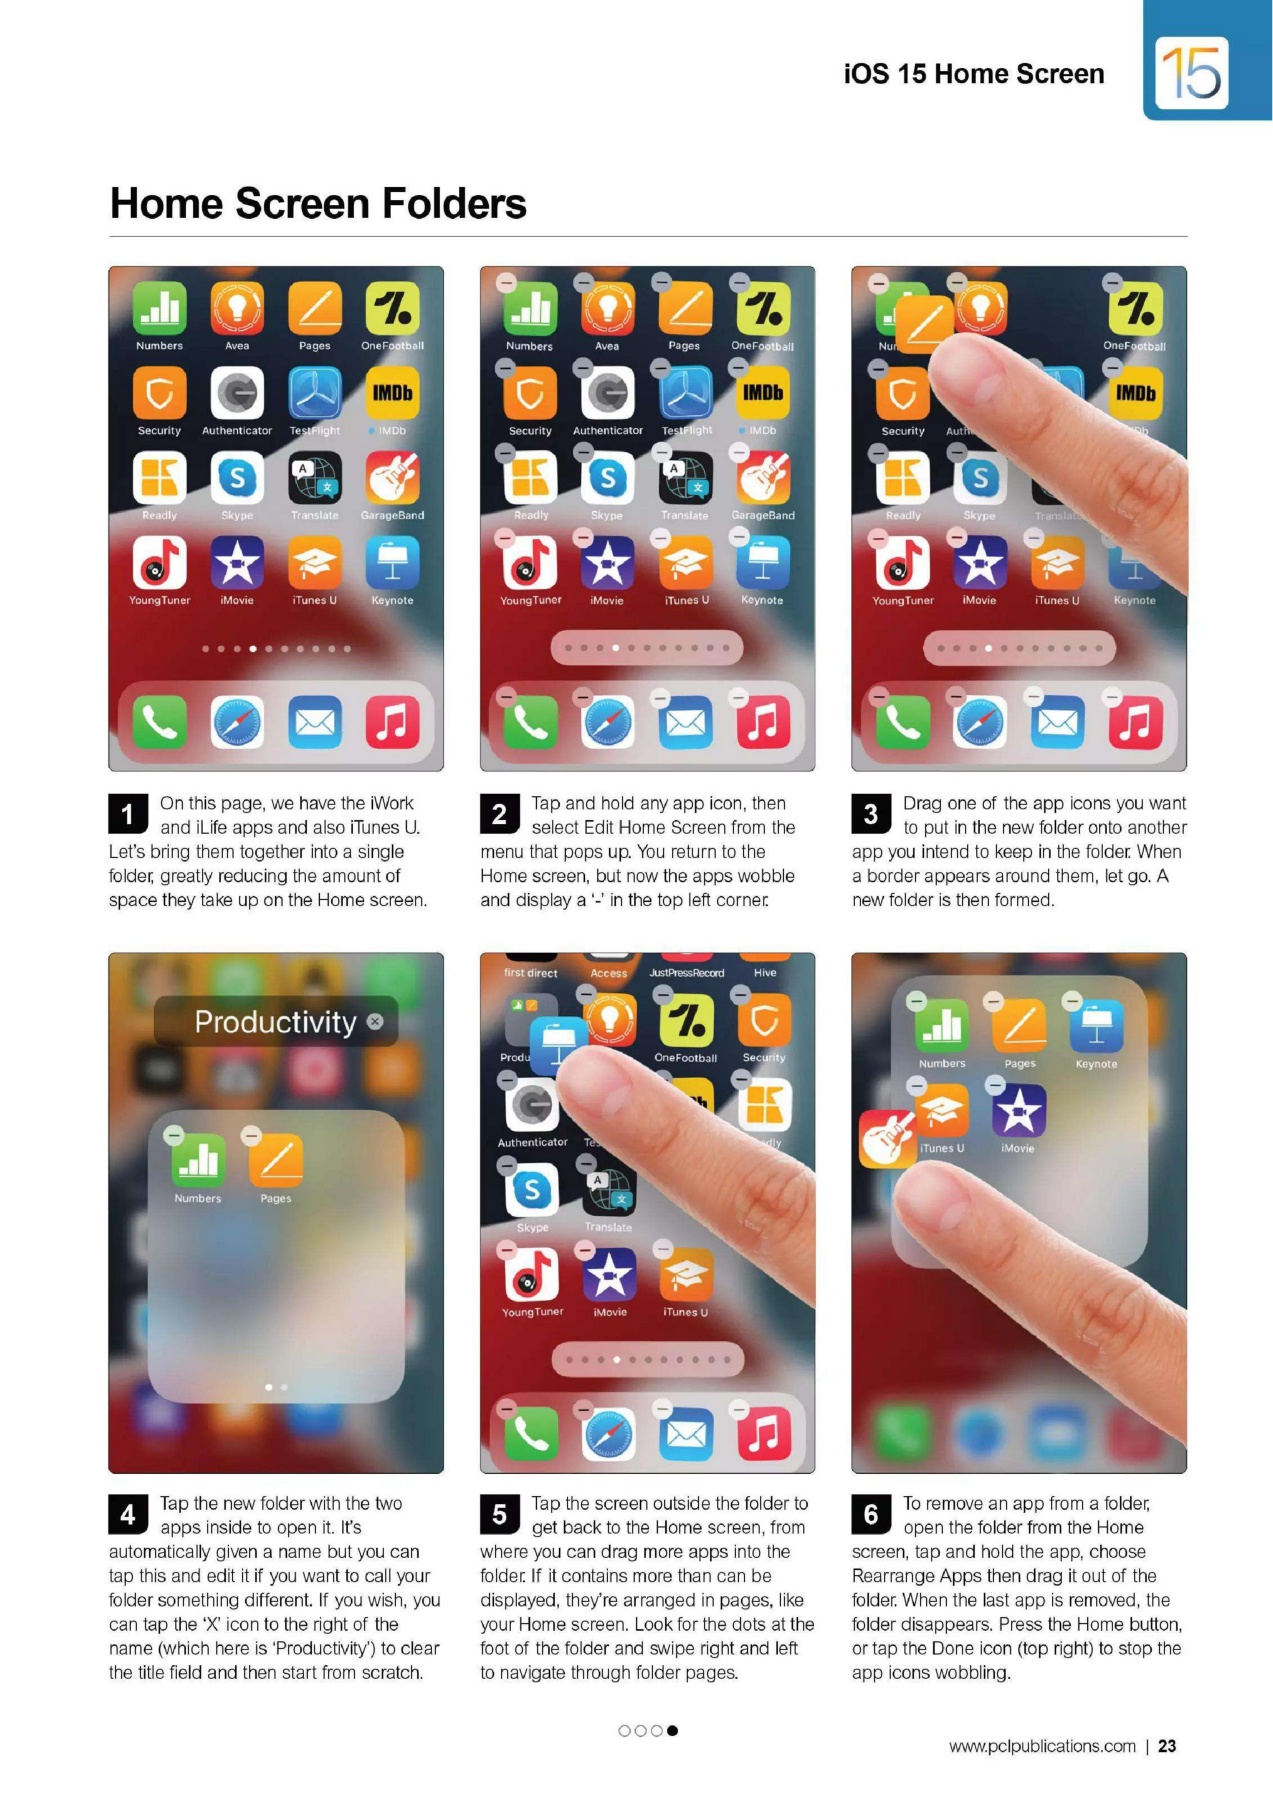 iOS 15 Home Screen
15
Home Screen Folders
Numbers Avea Pages OneFootball
IMDb
Security Authenticator TestFlight IMDb
A 文
S
Readly Skype Translate GarageBand
YoungTuner iMovie iTunes U Keynote
Numbers Avea Pages OneFootball
IMDb
Security Authenticator TestFlight IMDb
A 文
S
Readly Skype Translate GarageBand
YoungTuner iMovie iTunes U Keynote
Nur OneFootball
IMDb
Security Auth Db
S
Readly Skype Translat
YoungTuner iMovie iTunes U Keynote
1 On this page, we have the iWork
and iLife apps and also iTunes U.
Let's bring them together into a single
folder, greatly reducing the amount of
space they take up on the Home screen.
2 Tap and hold any app icon, then
select Edit Home Screen from the
menu that pops up. You return to the
Home screen, but now the apps wobble
and display a '-' in the top left corner.
3 Drag one of the app icons you want
to put in the new folder onto another
app you intend to keep in the folder. When
a border appears around them, let go. A
new folder is then formed.
Productivity
Numbers Pages
first direct Access JustPressRecord Hive
Produ OneFootball Security
Authenticator Tes dly
S A 文
Skype Translate
YoungTuner iMovie iTunes U
Numbers Pages Keynote
iTunes U iMovie
4 Tap the new folder with the two
apps inside to open it. It's
automatically given a name but you can
tap this and edit it if you want to call your
folder something different. If you wish, you
can tap the 'X' icon to the right of the
name (which here is 'Productivity') to clear
the title field and then start from scratch.
5 Tap the screen outside the folder to
get back to the Home screen, from
where you can drag more apps into the
folder. If it contains more than can be
displayed, they're arranged in pages, like
your Home screen. Look for the dots at the
foot of the folder and swipe right and left
to navigate through folder pages.
6 To remove an app from a folder,
open the folder from the Home
screen, tap and hold the app, choose
Rearrange Apps then drag it out of the
folder. When the last app is removed, the
folder disappears. Press the Home button,
or tap the Done icon (top right) to stop the
app icons wobbling.
www.pclpublications.com | 23